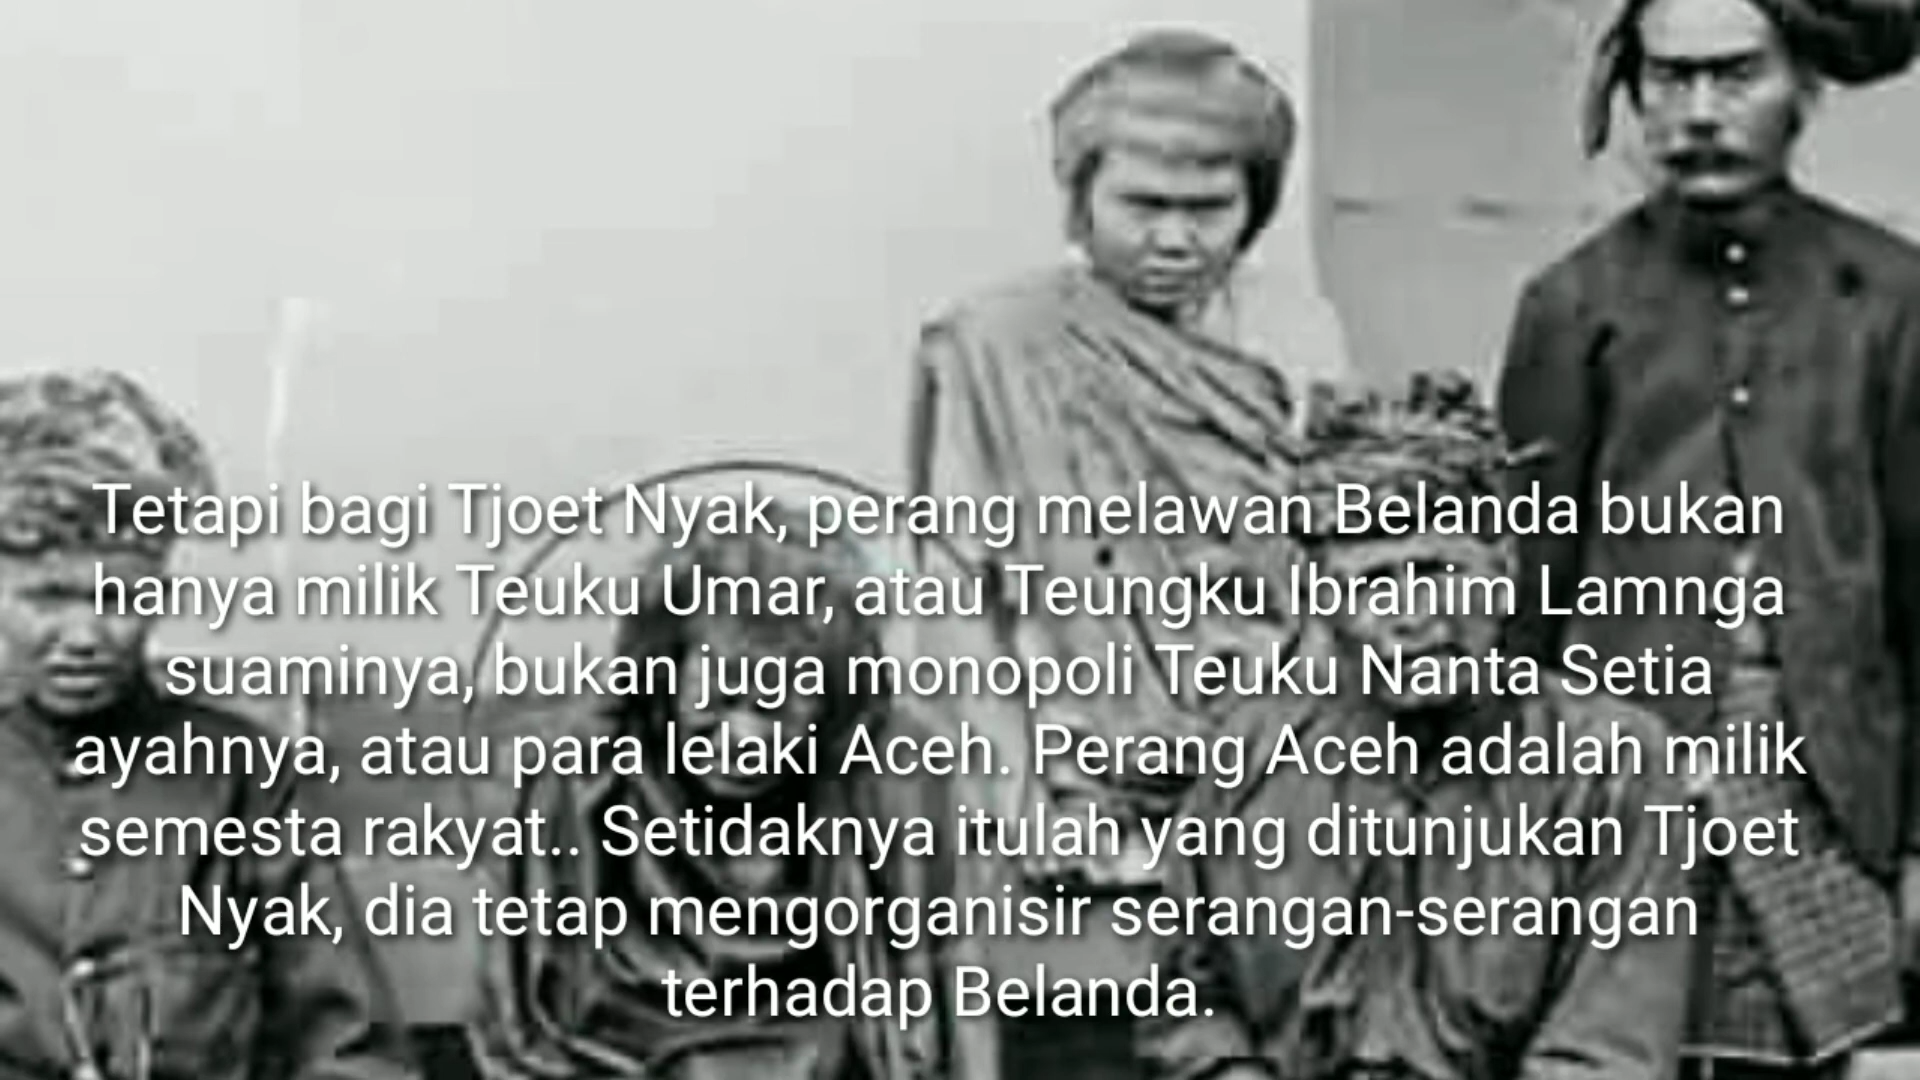 Tetapi bagi Tjoet Nyak, perang melawan Belanda bukan
hanya milik Teuku Umar, atau Teungku Ibrahim Lamnga
suaminya, bukan juga monopoli Teuku Nanta Setia
ayahnya, atau para lelaki Aceh. Perang Aceh adalah milik
semesta rakyat.. Setidaknya itulah yang ditunjukan Tjoet
Nyak, dia tetap mengorganisir serangan-serangan
terhadap Belanda.